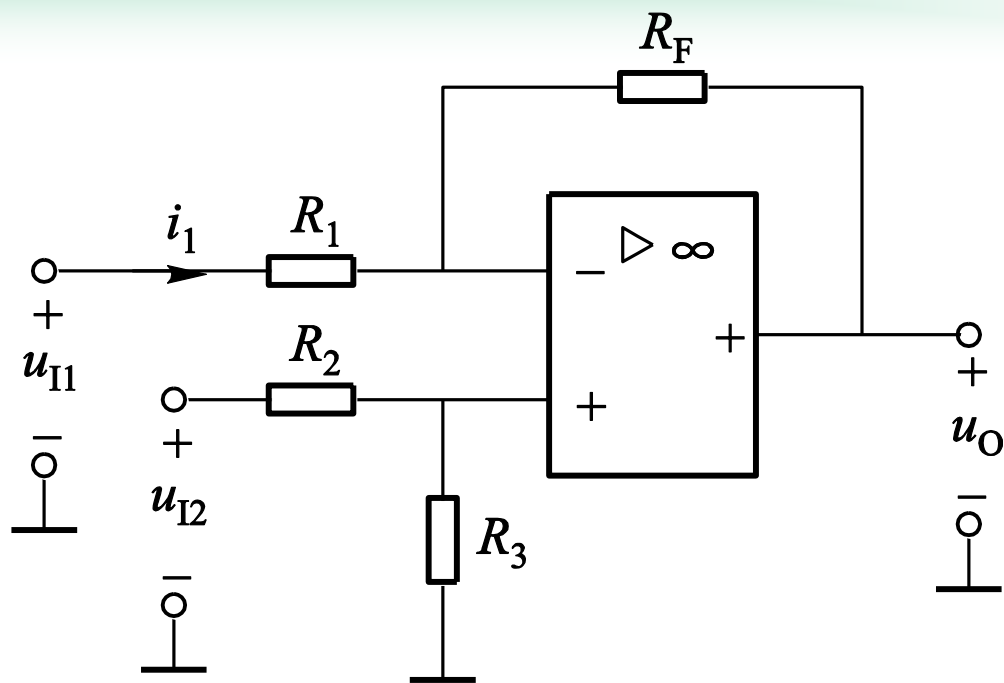 R_F
i_1
R_1
▷ ∞
−
+
u_I1
−
R_2
+
u_I2
−
+
+
R_3
+
u_O
−